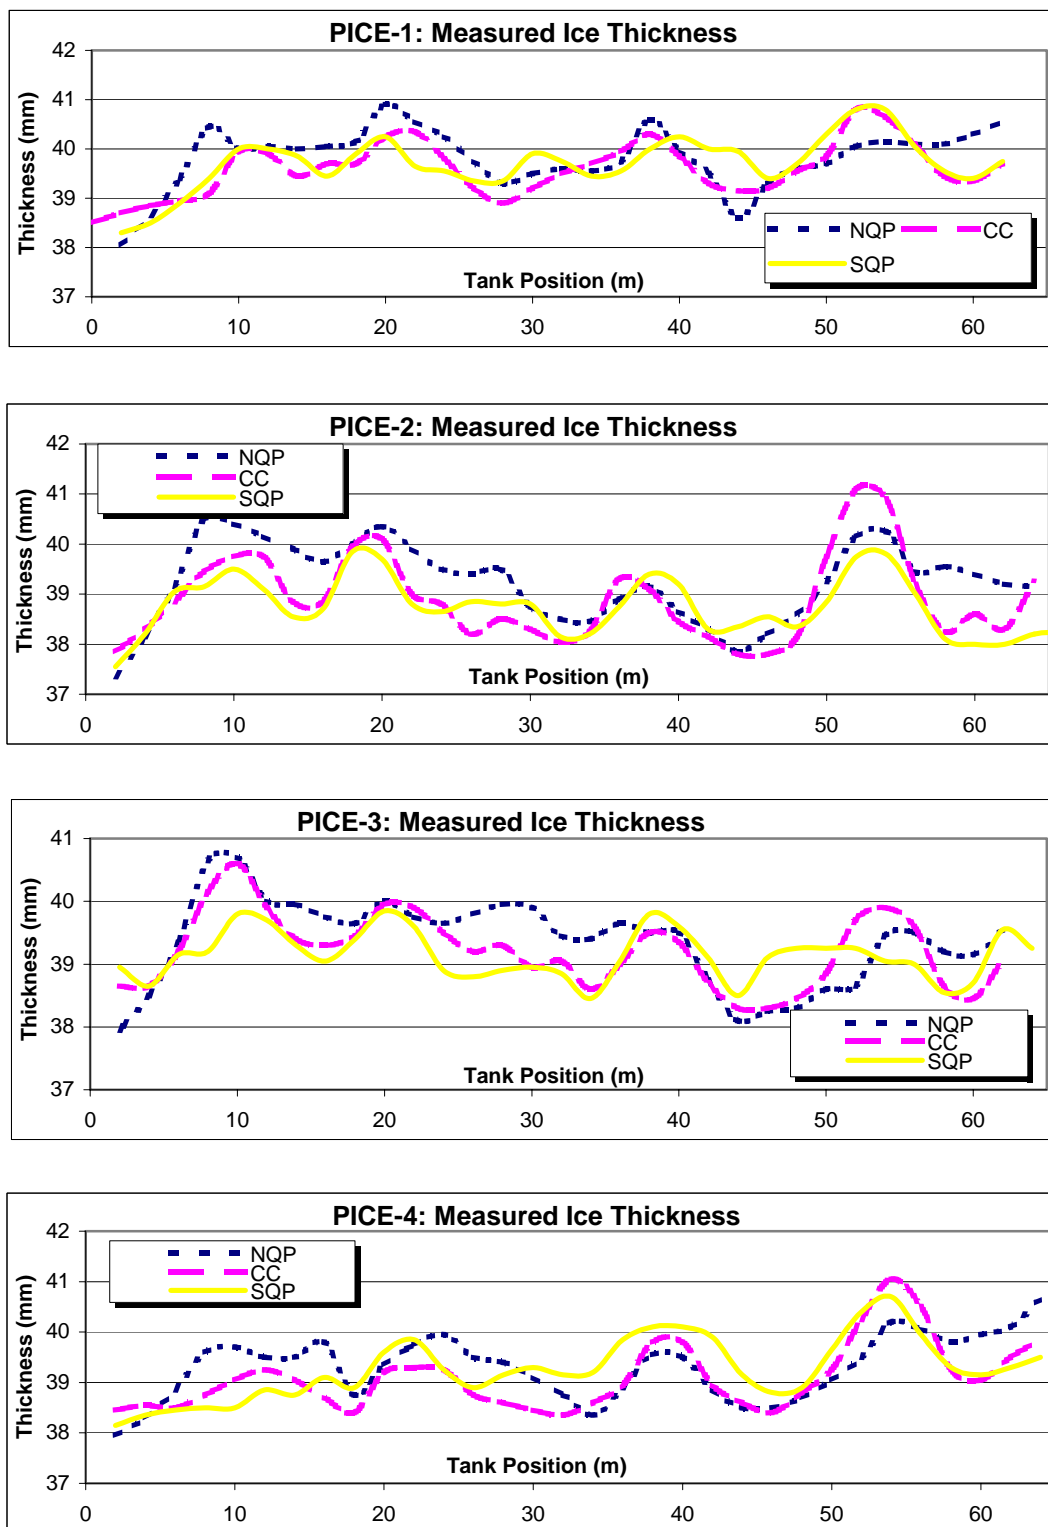 PICE-1: Measured Ice Thickness
42
41
40
39
38
37
Thickness (mm)
NQP CC
SQP
Tank Position (m)
0 10 20 30 40 50 60
PICE-2: Measured Ice Thickness
42
41
40
39
38
37
Thickness (mm)
NQP
CC
SQP
Tank Position (m)
0 10 20 30 40 50 60
PICE-3: Measured Ice Thickness
41
40
39
38
37
Thickness (mm)
NQP
CC
SQP
Tank Position (m)
0 10 20 30 40 50 60
PICE-4: Measured Ice Thickness
42
41
40
39
38
37
Thickness (mm)
NQP
CC
SQP
Tank Position (m)
0 10 20 30 40 50 60